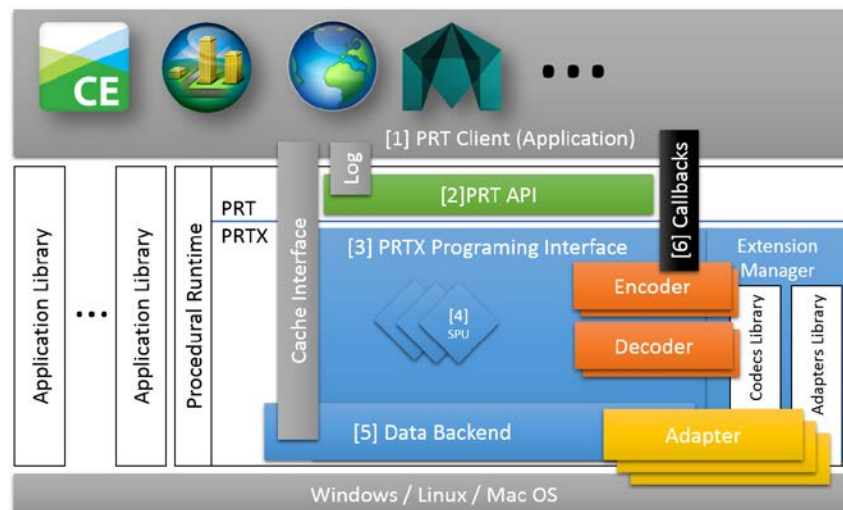 CE
[1] PRT Client (Application)
Application Library
Application Library
Procedural Runtime
PRT
PRTX
Cache Interface
Log
[2]PRT API
[6] Callbacks
[3] PRTX Programing Interface
Extension
Manager
Encoder
Decoder
[4]
SPU
Codecs Library
Adapters Library
[5] Data Backend
Adapter
Windows / Linux / Mac OS